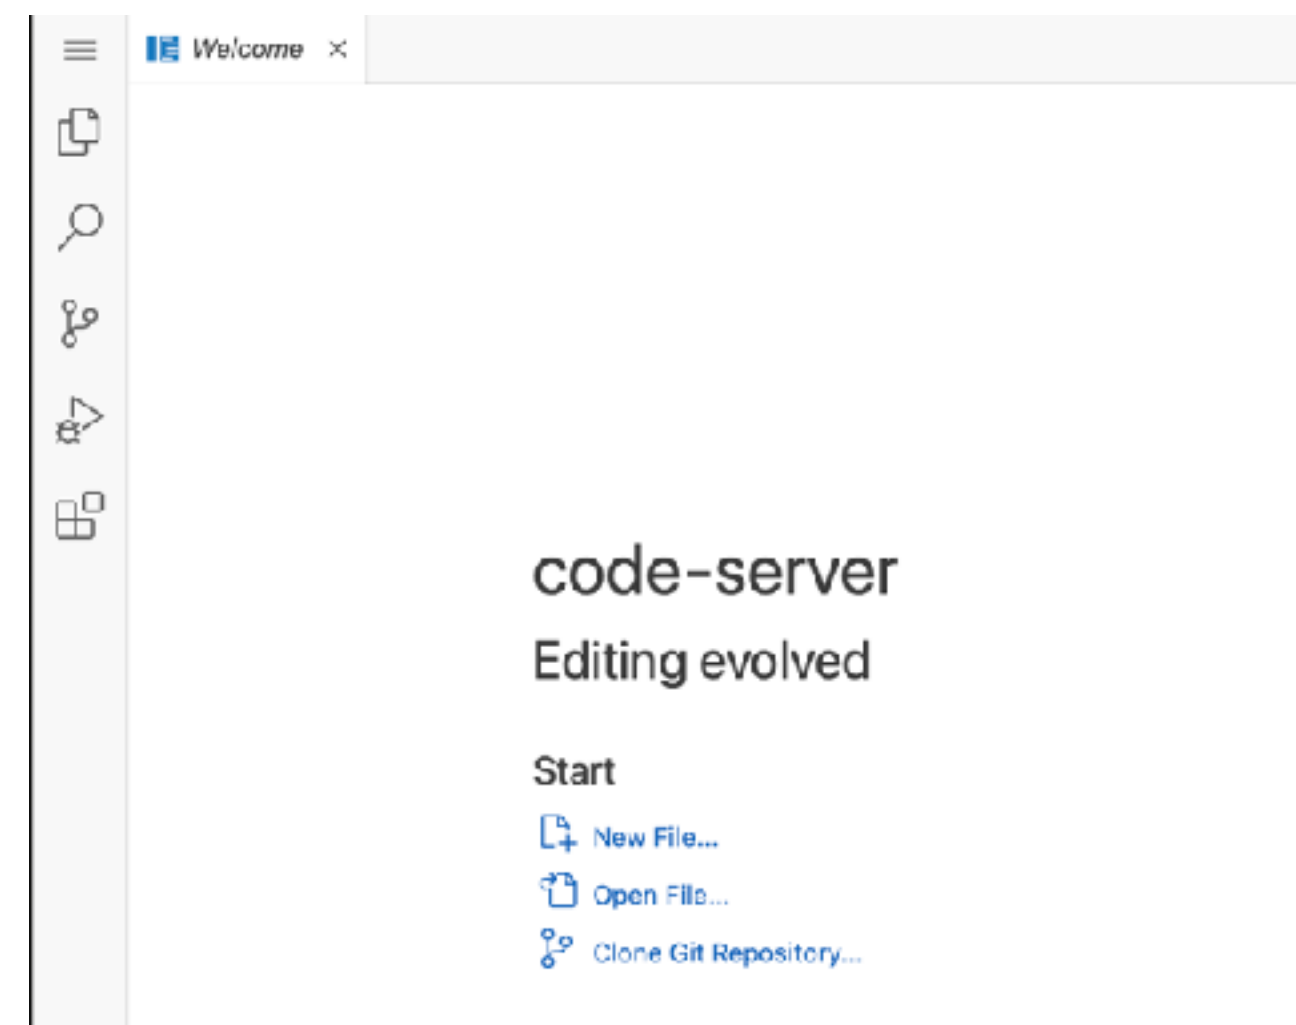 Welcome
code-server
Editing evolved
Start
New File...
Open File...
Clone Git Repository...